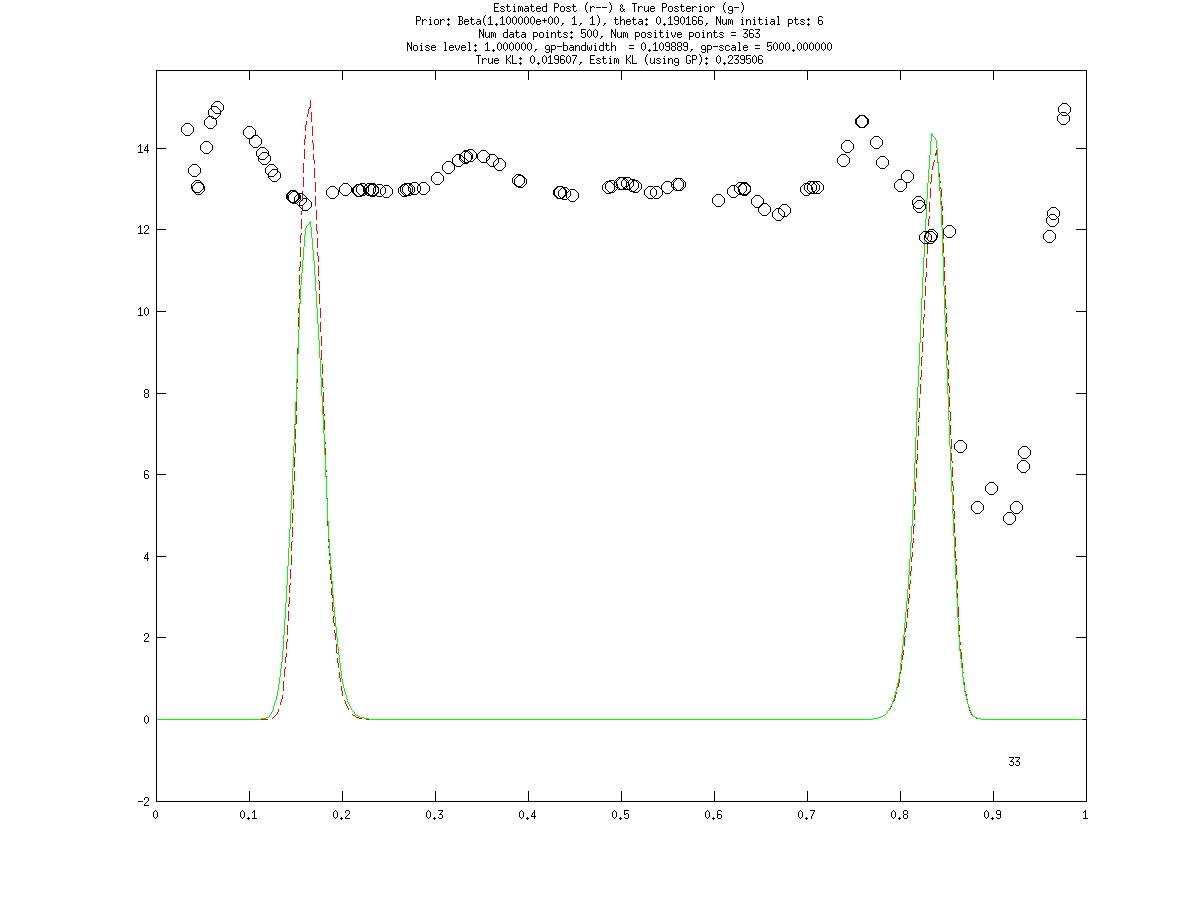 Estimated Post (r--) & True Posterior (g-)
Prior: Beta(1.100000e+00, 1, 1), theta: 0.190166, Num initial pts: 6
Num data points: 500, Num positive points = 363
Noise level: 1.000000, gp-bandwidth  = 0.109889, gp-scale = 5000.000000
True KL: 0.019607, Estim KL (using GP): 0.239506
14
12
10
8
6
4
2
0
33
-2
0 0.1 0.2 0.3 0.4 0.5 0.6 0.7 0.8 0.9 1